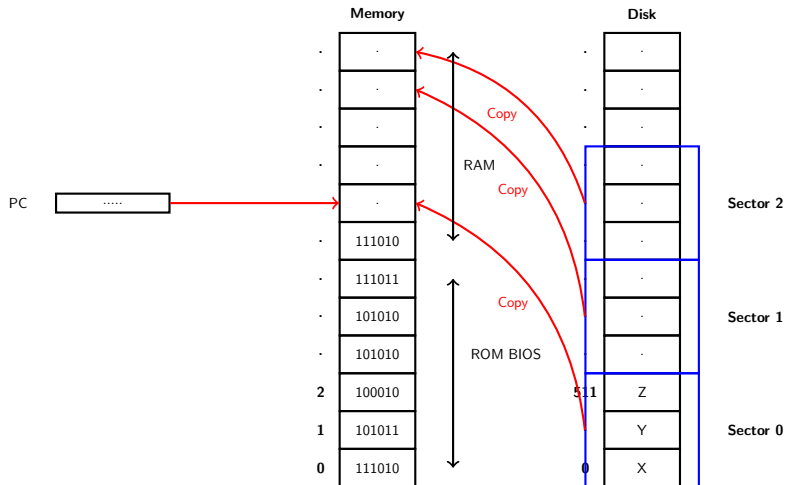 Memory Disk
. . . .
. . . .
. . . .
. . Copy . .
. . RAM . .
Copy
PC ..... . . . Sector 2
. 111010 . .
. 111011 . .
Copy
. 101010 . . Sector 1
. 101010 ROM BIOS . .
2 100010 511 Z
1 101011 . Y Sector 0
0 111010 0 X